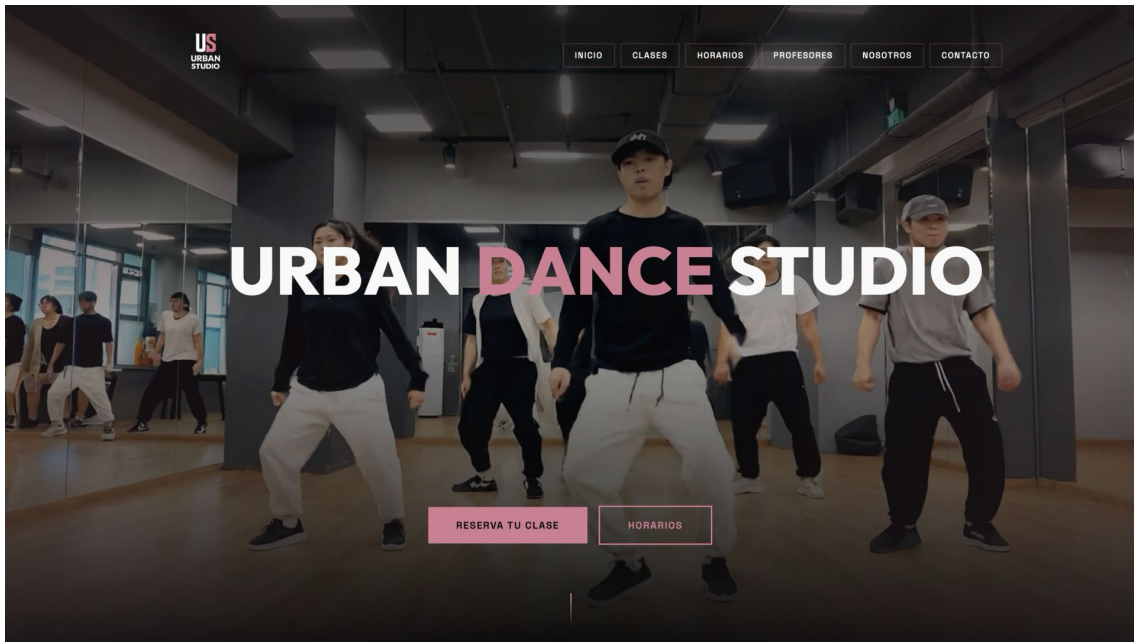 US
URBAN
STUDIO
INICIO
CLASES
HORARIOS
PROFESORES
NOSOTROS
CONTACTO
URBAN DANCE STUDIO
RESERVA TU CLASE
HORARIOS